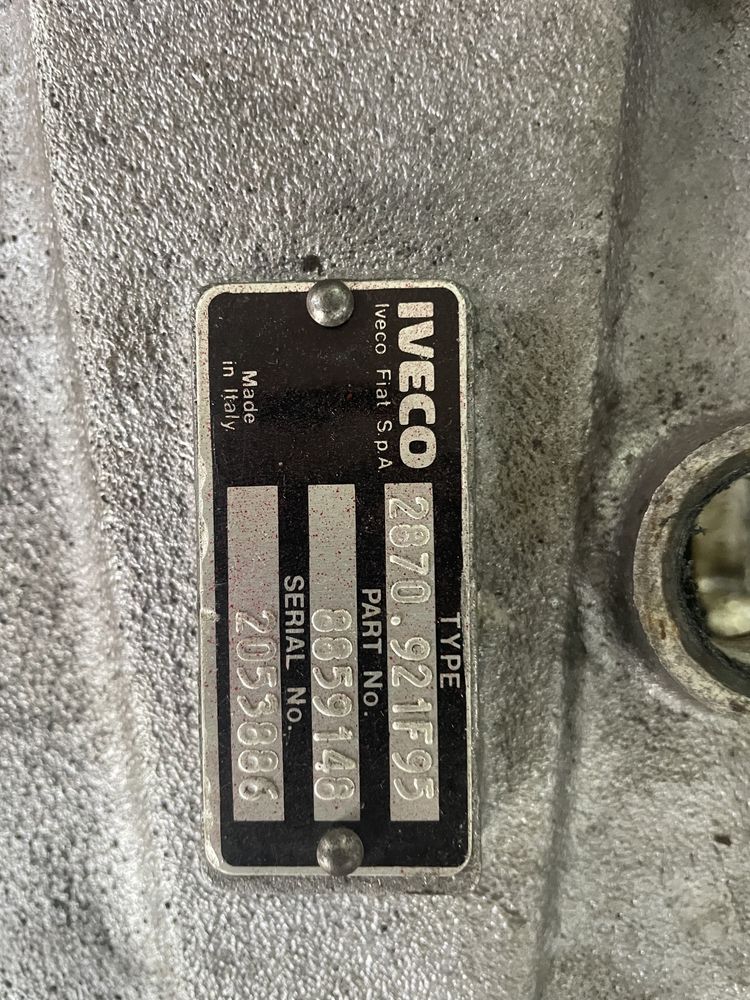 IVECO
Iveco Fiat S.p.A.
Made
in Italy
TYPE
2870.921F95
PART No.
8859148
SERIAL No.
2053886